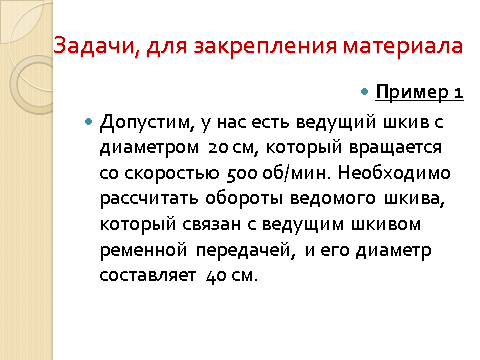 Задачи, для закрепления материала
• Пример 1
• Допустим, у нас есть ведущий шкив с
диаметром 20 см, который вращается
со скоростью 500 об/мин. Необходимо
рассчитать обороты ведомого шкива,
который связан с ведущим шкивом
ременной передачей, и его диаметр
составляет 40 см.